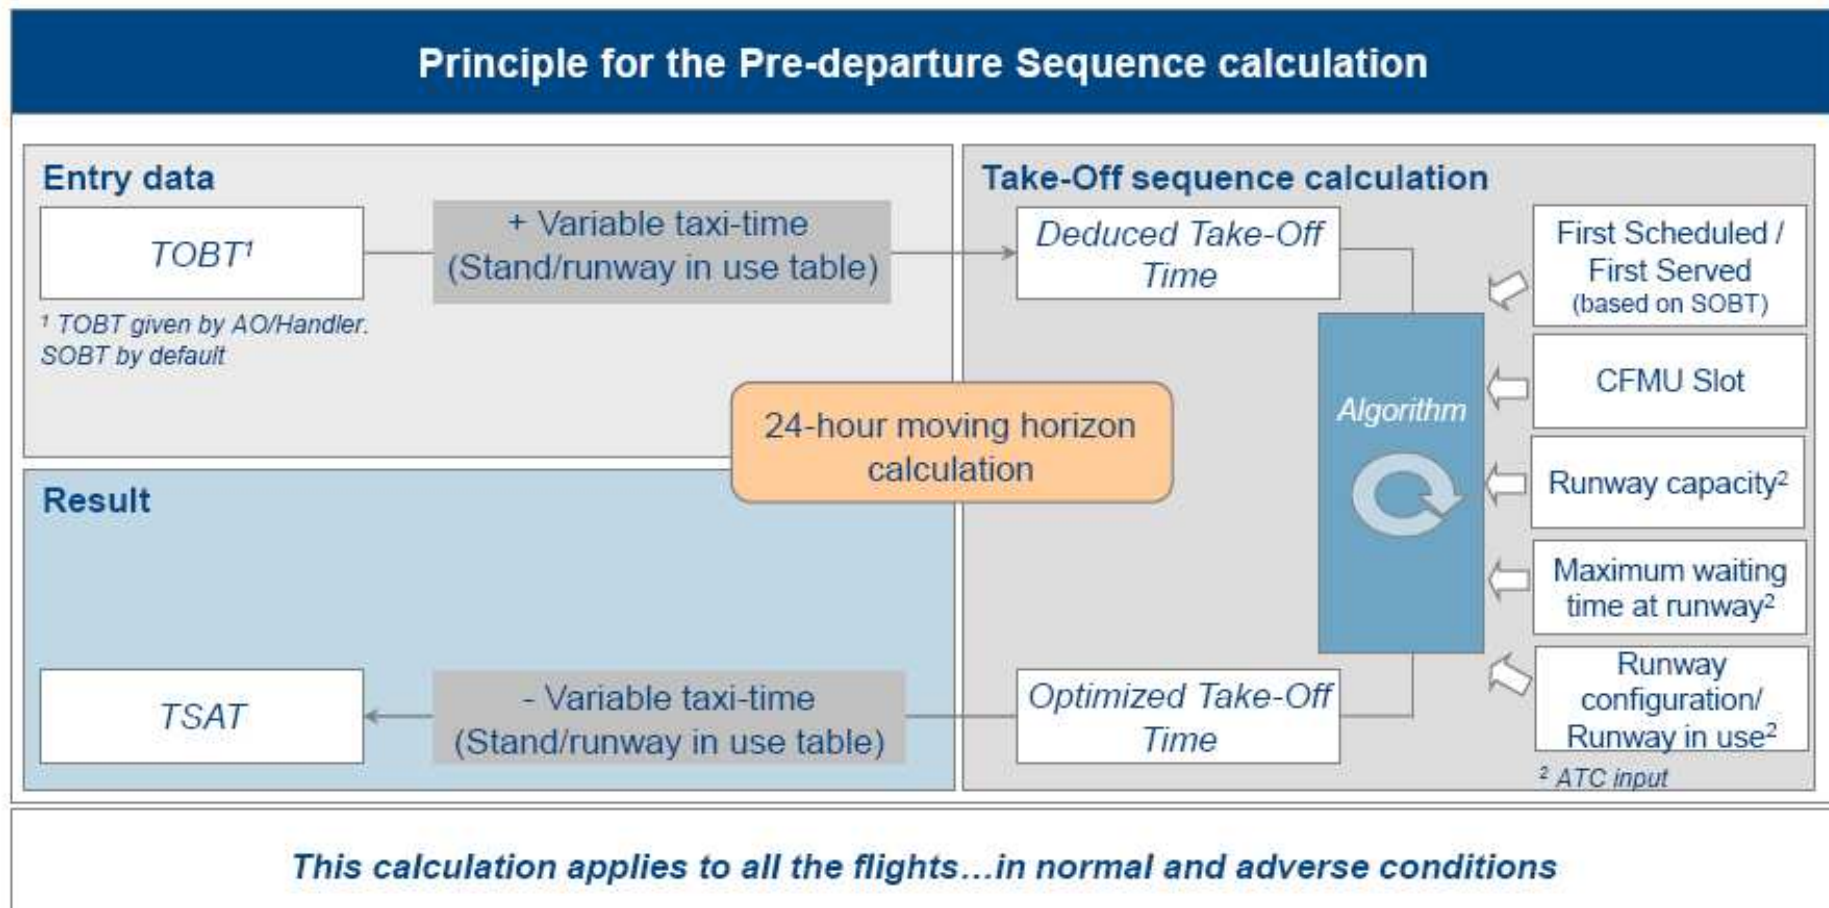 Principle for the Pre-departure Sequence calculation
Entry data
TOBT¹
+ Variable taxi-time
(Stand/runway in use table)
¹ TOBT given by AO/Handler.
SOBT by default
Take-Off sequence calculation
Deduced Take-Off
Time
First Scheduled /
First Served
(based on SOBT)
CFMU Slot
Algorithm
Runway capacity²
Maximum waiting
time at runway²
Runway
configuration/
Runway in use²
² ATC input
24-hour moving horizon
calculation
Result
TSAT
- Variable taxi-time
(Stand/runway in use table)
Optimized Take-Off
Time
This calculation applies to all the flights…in normal and adverse conditions